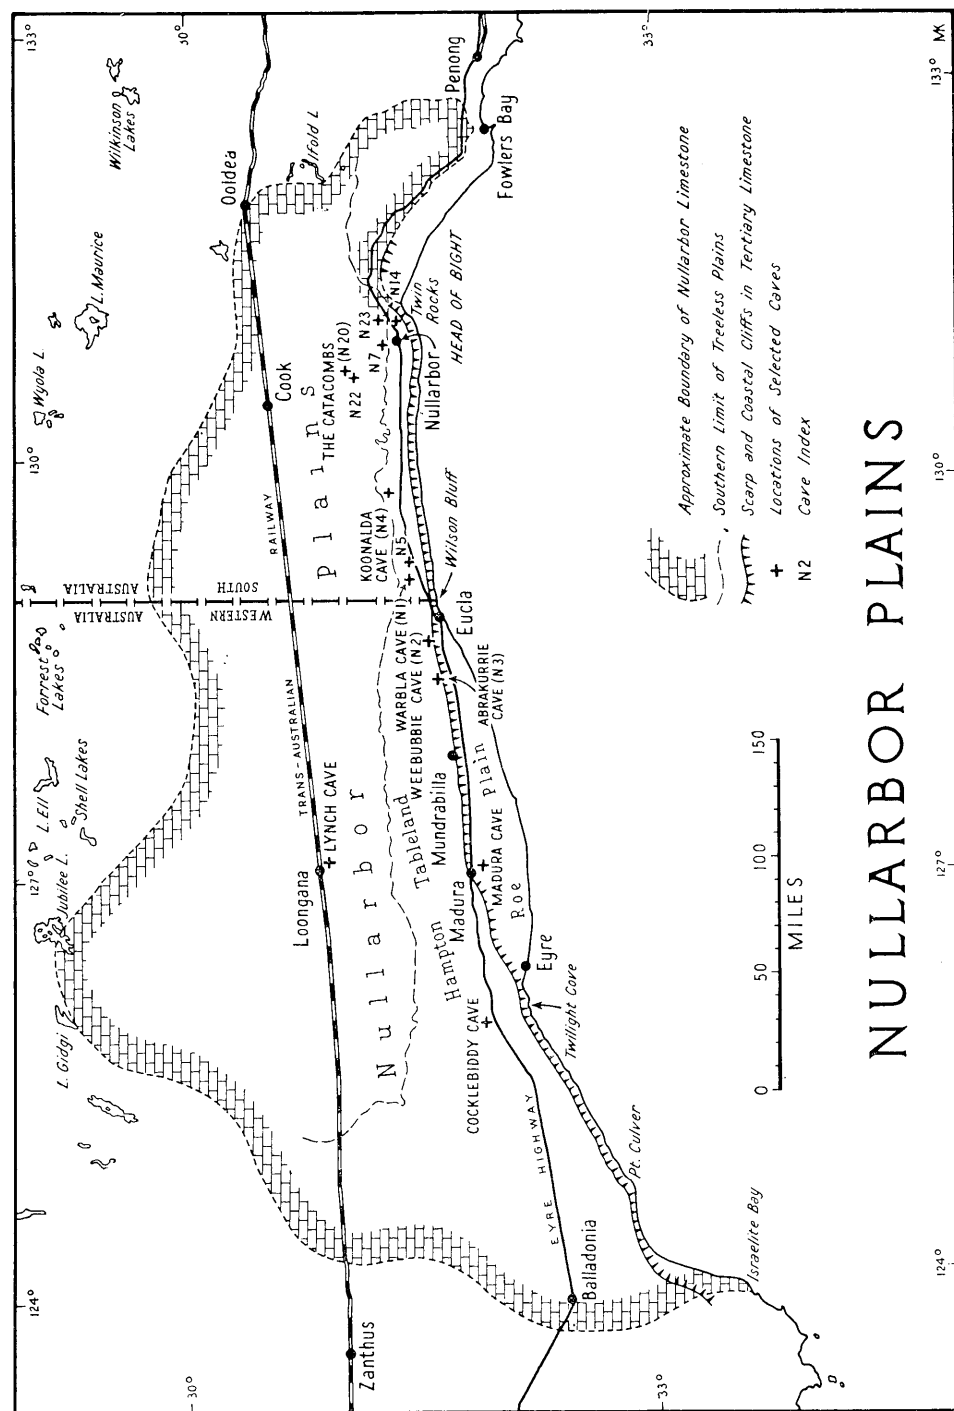 NULLARBOR PLAINS
124°
127°
130°
133°
30°
30°
33°
33°
124°
127°
130°
133°
L. Gidgi
Jubilee L.
L. Ell
Shell Lakes
Forrest
Lakes
WESTERN
AUSTRALIA
SOUTH
AUSTRALIA
Wyola L.
L. Maurice
Wilkinson
Lakes
Ifold L
Zanthus
Loongana
LYNCH CAVE
TRANS-AUSTRALIAN
RAILWAY
Cook
Ooldea
Nullarbor
Plains
THE CATACOMBS
(N20)
N22
N7
N23
N14
KOONALDA
CAVE (N4)
N5
WARBLA CAVE (N1)
WEEBUBBIE CAVE (N2)
ABRAKURRIE
CAVE (N3)
Hampton
Tableland
Mundrabilla
Madura
MADURA CAVE
Roe
Plain
Eucla
Wilson Bluff
Nullarbor
Twin
Rocks
HEAD OF BIGHT
Fowlers Bay
Penong
COCKLEBIDDY CAVE
Eyre
Twilight Cove
EYRE HIGHWAY
Balladonia
Pt. Culver
Israelite Bay
0
50
100
150
MILES
Approximate Boundary of Nullarbor Limestone
Southern Limit of Treeless Plains
Scarp and Coastal Cliffs in Tertiary Limestone
+ Locations of Selected Caves
N2 Cave Index
MK